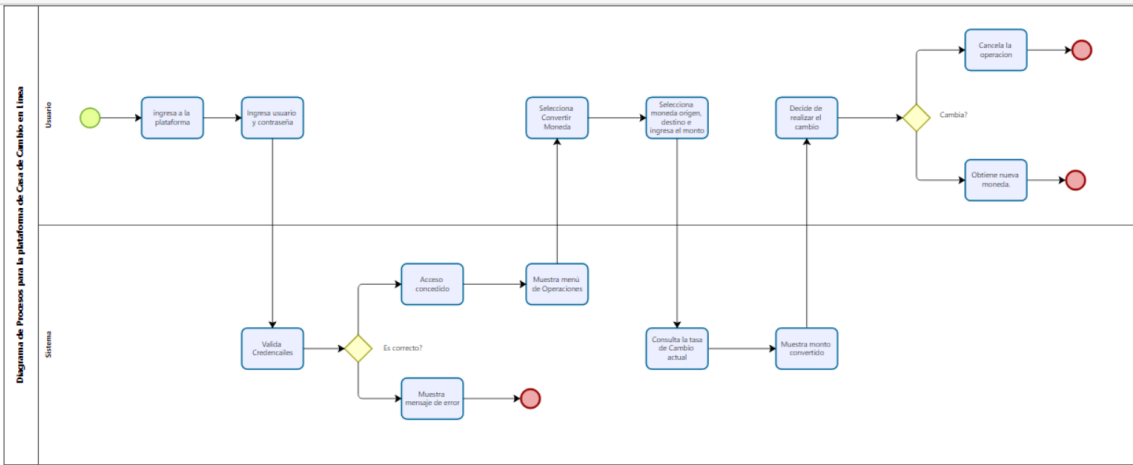 Diagrama de Procesos para la plataforma de Casa de Cambio en Linea
Usuario
ingresa a la
plataforma
Ingresa usuario
y contraseña
Selecciona
Convertir
Moneda
Selecciona
moneda origen,
destino e
ingresa el monto
Decide de
realizar el
cambio
Cambia?
Cancela la
operacion
Obtiene nueva
moneda.
Sistema
Valida
Credencailes
Es correcto?
Acceso
concedido
Muestra menú
de Operaciones
Muestra
mensaje de error
Consulta la tasa
de Cambio
actual
Muestra monto
convertido